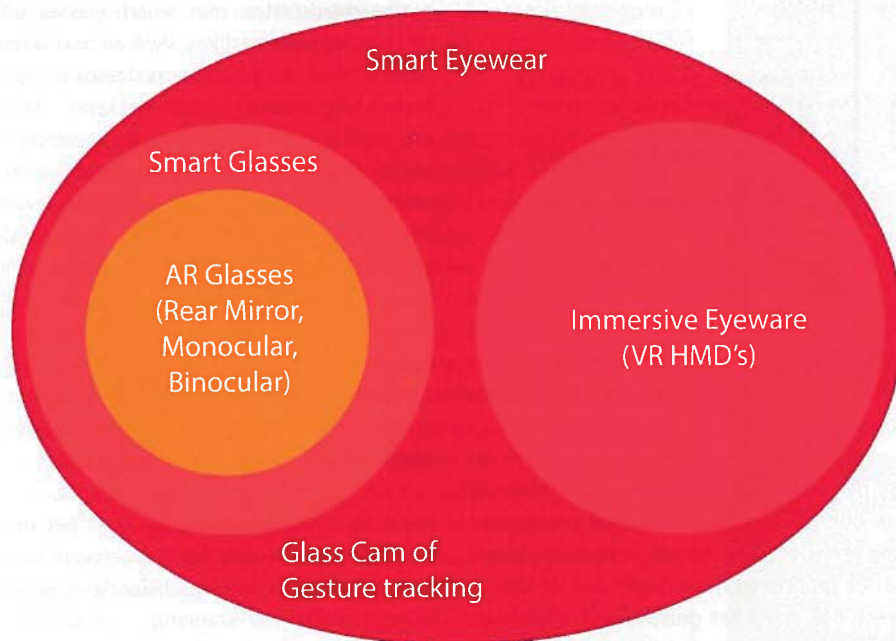 Smart Eyewear
Smart Glasses
AR Glasses
(Rear Mirror,
Monocular,
Binocular)
Immersive Eyeware
(VR HMD's)
Glass Cam of
Gesture tracking